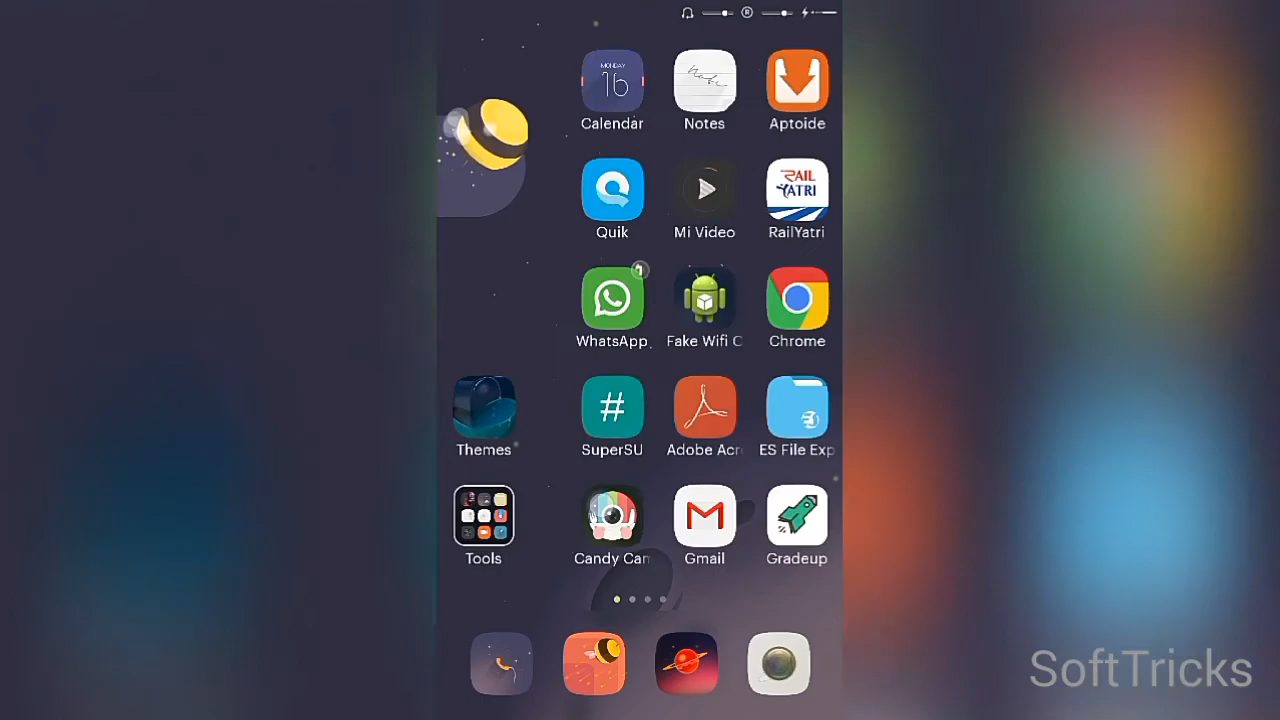 MONDAY
16
Calendar
Notes
Aptoide
Quik
Mi Video
RAIL
YATRI
RailYatri
WhatsApp
Fake Wifi C
Chrome
Themes
#
SuperSU
Adobe Acr
ES File Exp
Tools
Candy Cam
Gmail
Gradeup
SoftTricks